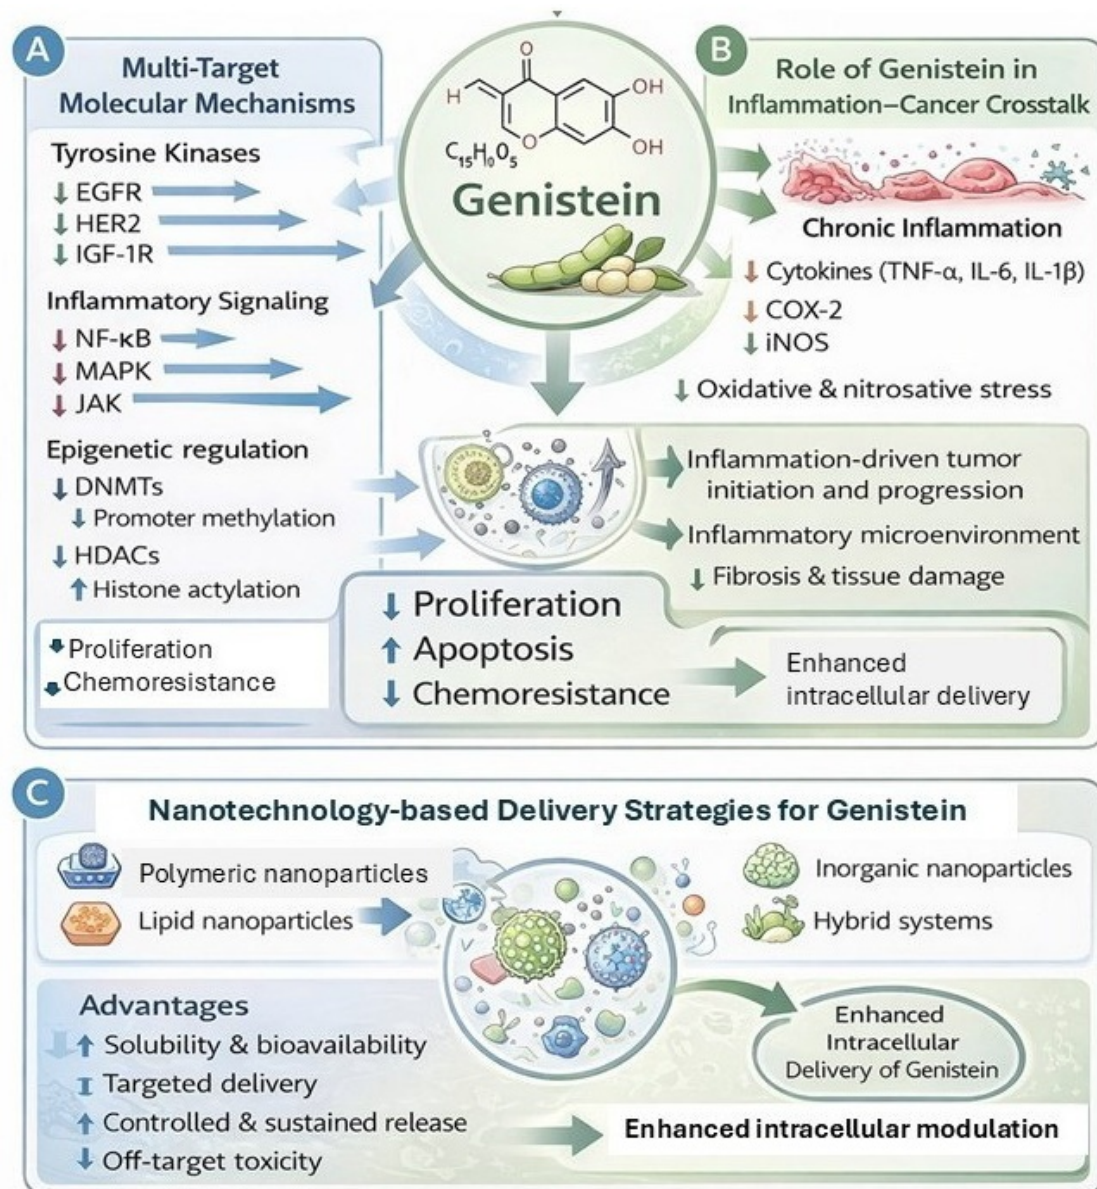 A
Multi-Target
Molecular Mechanisms
Tyrosine Kinases
↓ EGFR
↓ HER2
↓ IGF-1R
Inflammatory Signaling
↓ NF-κB
↓ MAPK
↓ JAK
Epigenetic regulation
↓ DNMTs
↓ Promoter methylation
↓ HDACs
↑ Histone actylation
↓ Proliferation
↓ Chemoresistance
O
H
OH
O
OH
C₁₅H₀O₅
Genistein
B
Role of Genistein in
Inflammation–Cancer Crosstalk
Chronic Inflammation
↓ Cytokines (TNF-α, IL-6, IL-1β)
↓ COX-2
↓ iNOS
↓ Oxidative & nitrosative stress
Inflammation-driven tumor
initiation and progression
Inflammatory microenvironment
↓ Fibrosis & tissue damage
↓ Proliferation
↑ Apoptosis
↓ Chemoresistance
Enhanced
intracellular delivery
C
Nanotechnology-based Delivery Strategies for Genistein
Polymeric nanoparticles
Lipid nanoparticles
Inorganic nanoparticles
Hybrid systems
Advantages
↑ Solubility & bioavailability
Targeted delivery
↑ Controlled & sustained release
↓ Off-target toxicity
Enhanced
Intracellular
Delivery of Genistein
Enhanced intracellular modulation